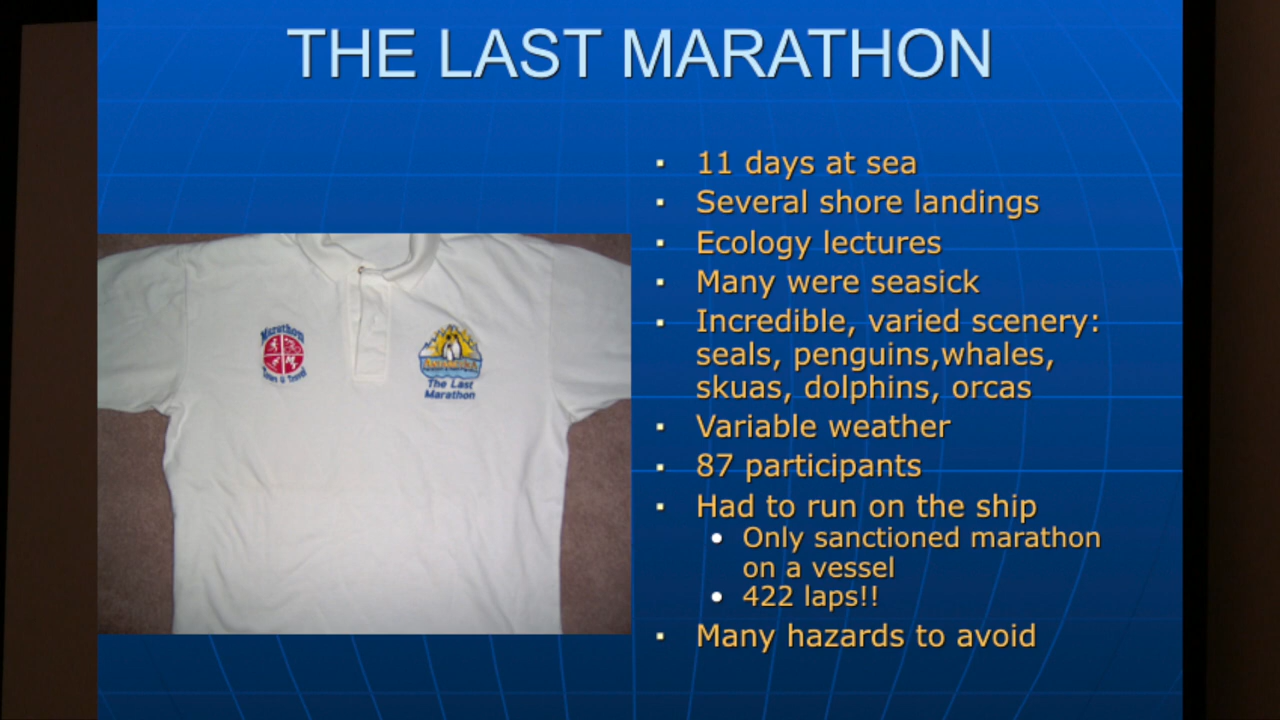 THE LAST MARATHON
11 days at sea
Several shore landings
Ecology lectures
Many were seasick
Incredible, varied scenery:
seals, penguins,whales,
skuas, dolphins, orcas
Variable weather
87 participants
Had to run on the ship
Only sanctioned marathon
on a vessel
422 laps!!
Many hazards to avoid
Marathon
Tours & Travel
The Last
Marathon